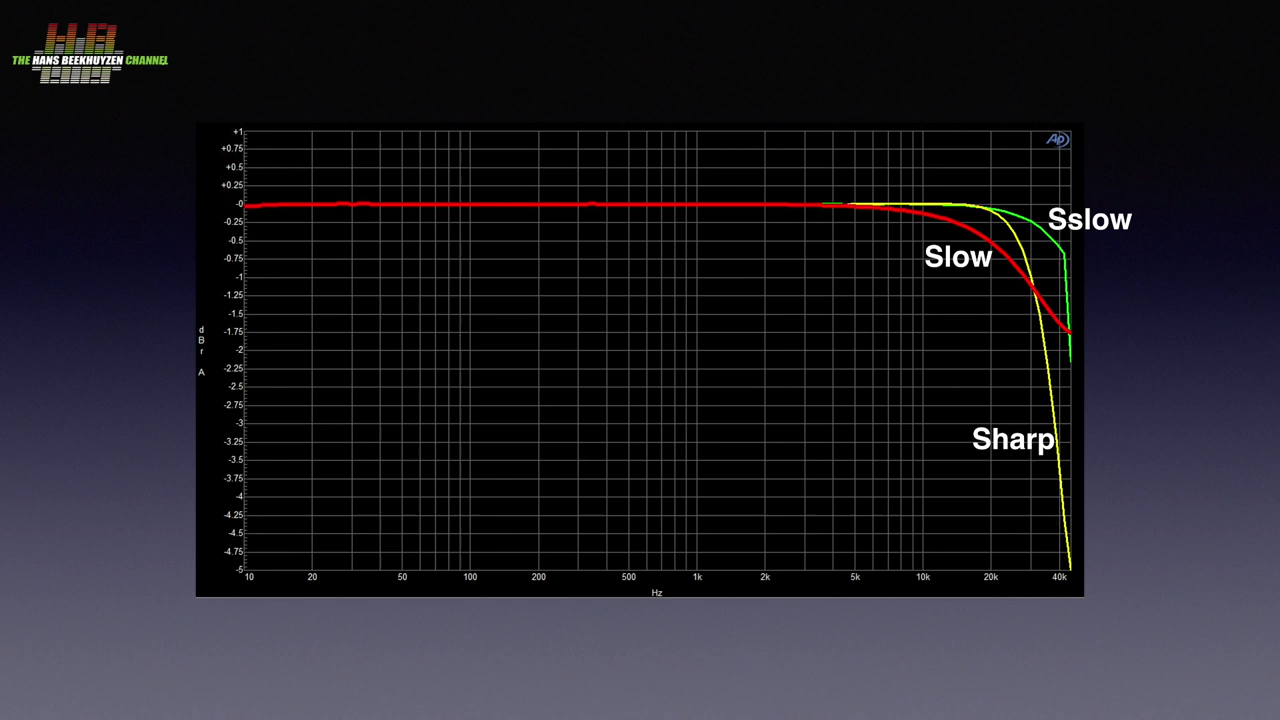 THE HANS BEEKHUYZEN CHANNEL
+1
+0.75
+0.5
+0.25
-0
-0.25
-0.5
-0.75
-1
-1.25
-1.5
-1.75
-2
-2.25
-2.5
-2.75
-3
-3.25
-3.5
-3.75
-4
-4.25
-4.5
-4.75
-5
d
B
r
A
AP
Sslow
Slow
Sharp
10 20 50 100 200 500 1k 2k 5k 10k 20k 40k
Hz